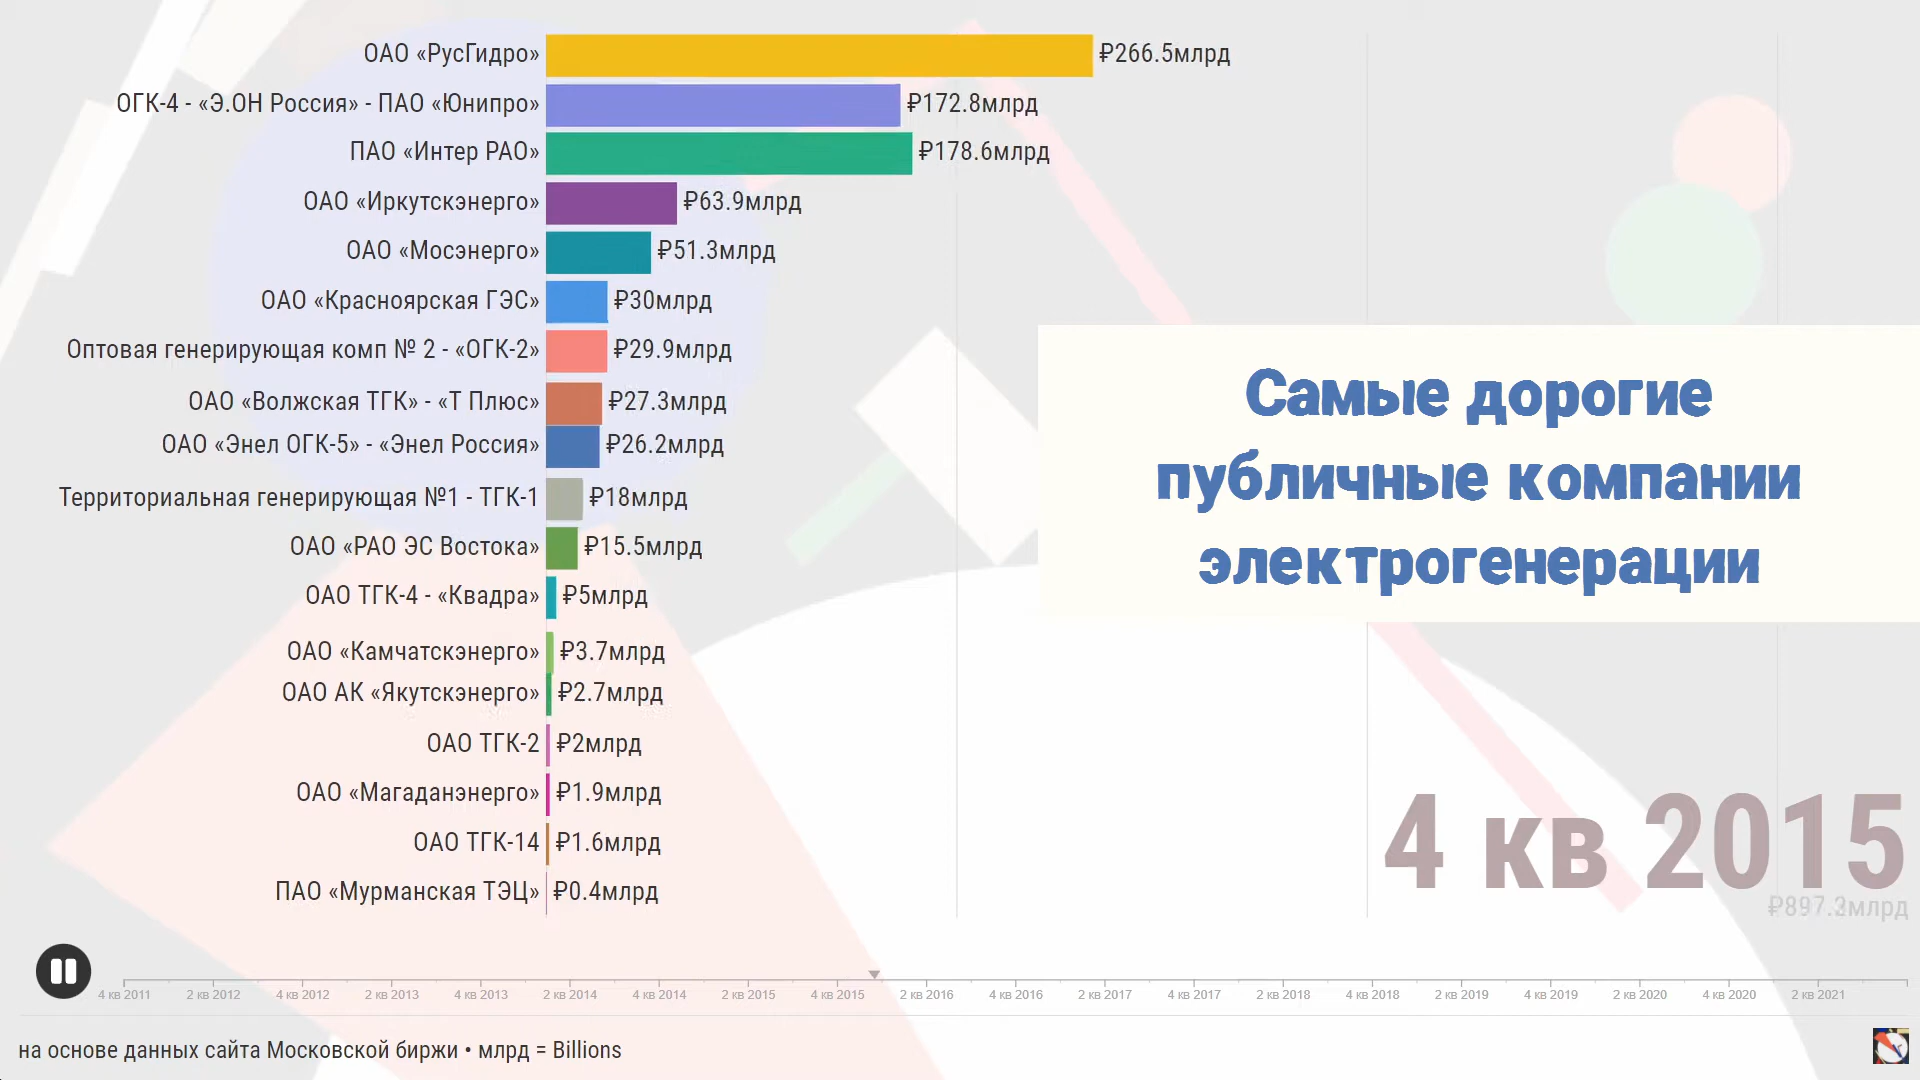 ОАО «РусГидро» ₽266.5млрд
ОГК-4 - «Э.ОН Россия» - ПАО «Юнипро» ₽172.8млрд
ПАО «Интер РАО» ₽178.6млрд
ОАО «Иркутскэнерго» ₽63.9млрд
ОАО «Мосэнерго» ₽51.3млрд
ОАО «Красноярская ГЭС» ₽30млрд
Оптовая генерирующая комп № 2 - «ОГК-2» ₽29.9млрд
ОАО «Волжская ТГК» - «Т Плюс» ₽27.3млрд
ОАО «Энел ОГК-5» - «Энел Россия» ₽26.2млрд
Территориальная генерирующая №1 - ТГК-1 ₽18млрд
ОАО «РАО ЭС Востока» ₽15.5млрд
ОАО ТГК-4 - «Квадра» ₽5млрд
ОАО «Камчатскэнерго» ₽3.7млрд
ОАО АК «Якутскэнерго» ₽2.7млрд
ОАО ТГК-2 ₽2млрд
ОАО «Магаданэнерго» ₽1.9млрд
ОАО ТГК-14 ₽1.6млрд
ПАО «Мурманская ТЭЦ» ₽0.4млрд
Самые дорогие
публичные компании
электрогенерации
4 кв 2015
₽897.3млрд
4 кв 2011 2 кв 2012 4 кв 2012 2 кв 2013 4 кв 2013 2 кв 2014 4 кв 2014 2 кв 2015 4 кв 2015 2 кв 2016 4 кв 2016 2 кв 2017 4 кв 2017 2 кв 2018 4 кв 2018 2 кв 2019 4 кв 2019 2 кв 2020 4 кв 2020 2 кв 2021
на основе данных сайта Московской биржи • млрд = Billions